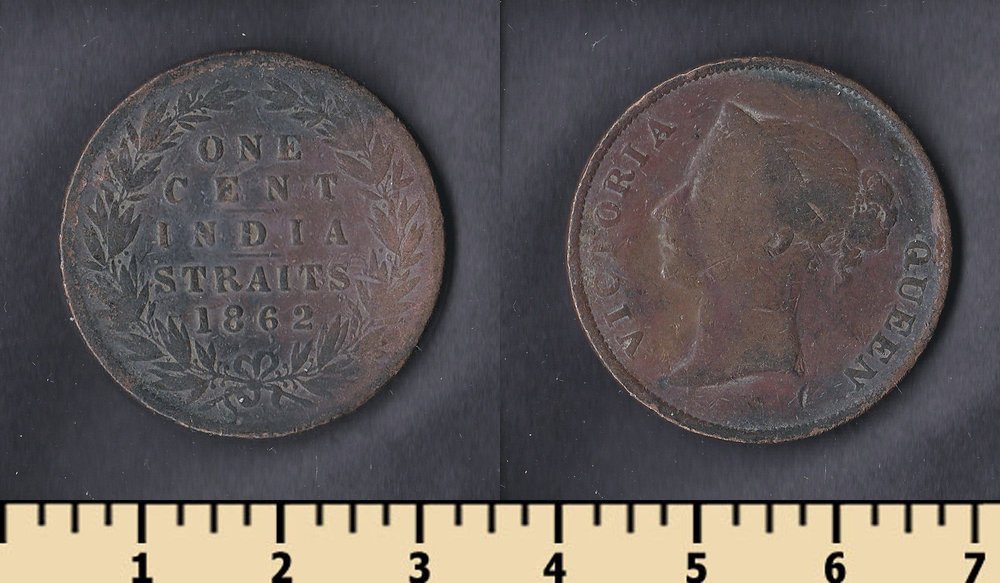 ONE
CENT
INDIA
STRAITS
1862
VICTORIA QUEEN
1 2 3 4 5 6 7